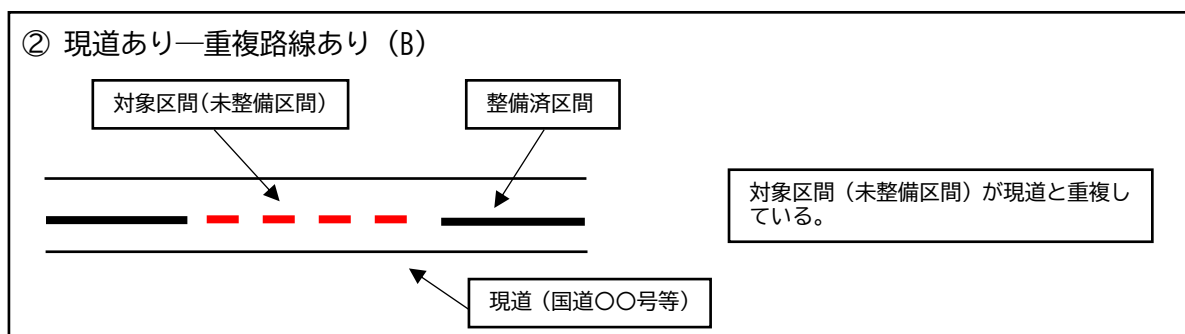 ② 現道あり―重複路線あり（B）
対象区間（未整備区間）
整備済区間
対象区間（未整備区間）が現道と重複し
ている。
現道（国道〇〇号等）